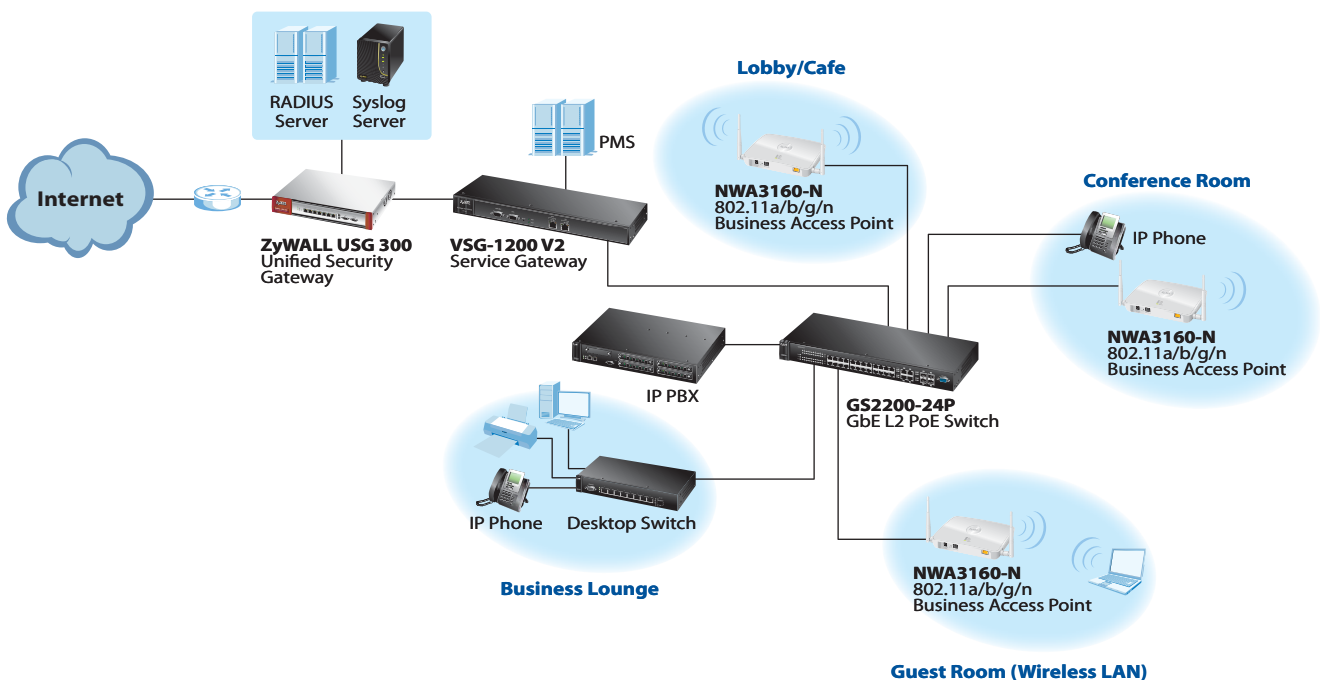 RADIUS
Server
Syslog
Server
Internet
ZyWALL USG 300
Unified Security
Gateway
PMS
VSG-1200 V2
Service Gateway
Lobby/Cafe
NWA3160-N
802.11a/b/g/n
Business Access Point
Conference Room
IP Phone
NWA3160-N
802.11a/b/g/n
Business Access Point
IP PBX
GS2200-24P
GbE L2 PoE Switch
IP Phone
Desktop Switch
Business Lounge
NWA3160-N
802.11a/b/g/n
Business Access Point
Guest Room (Wireless LAN)